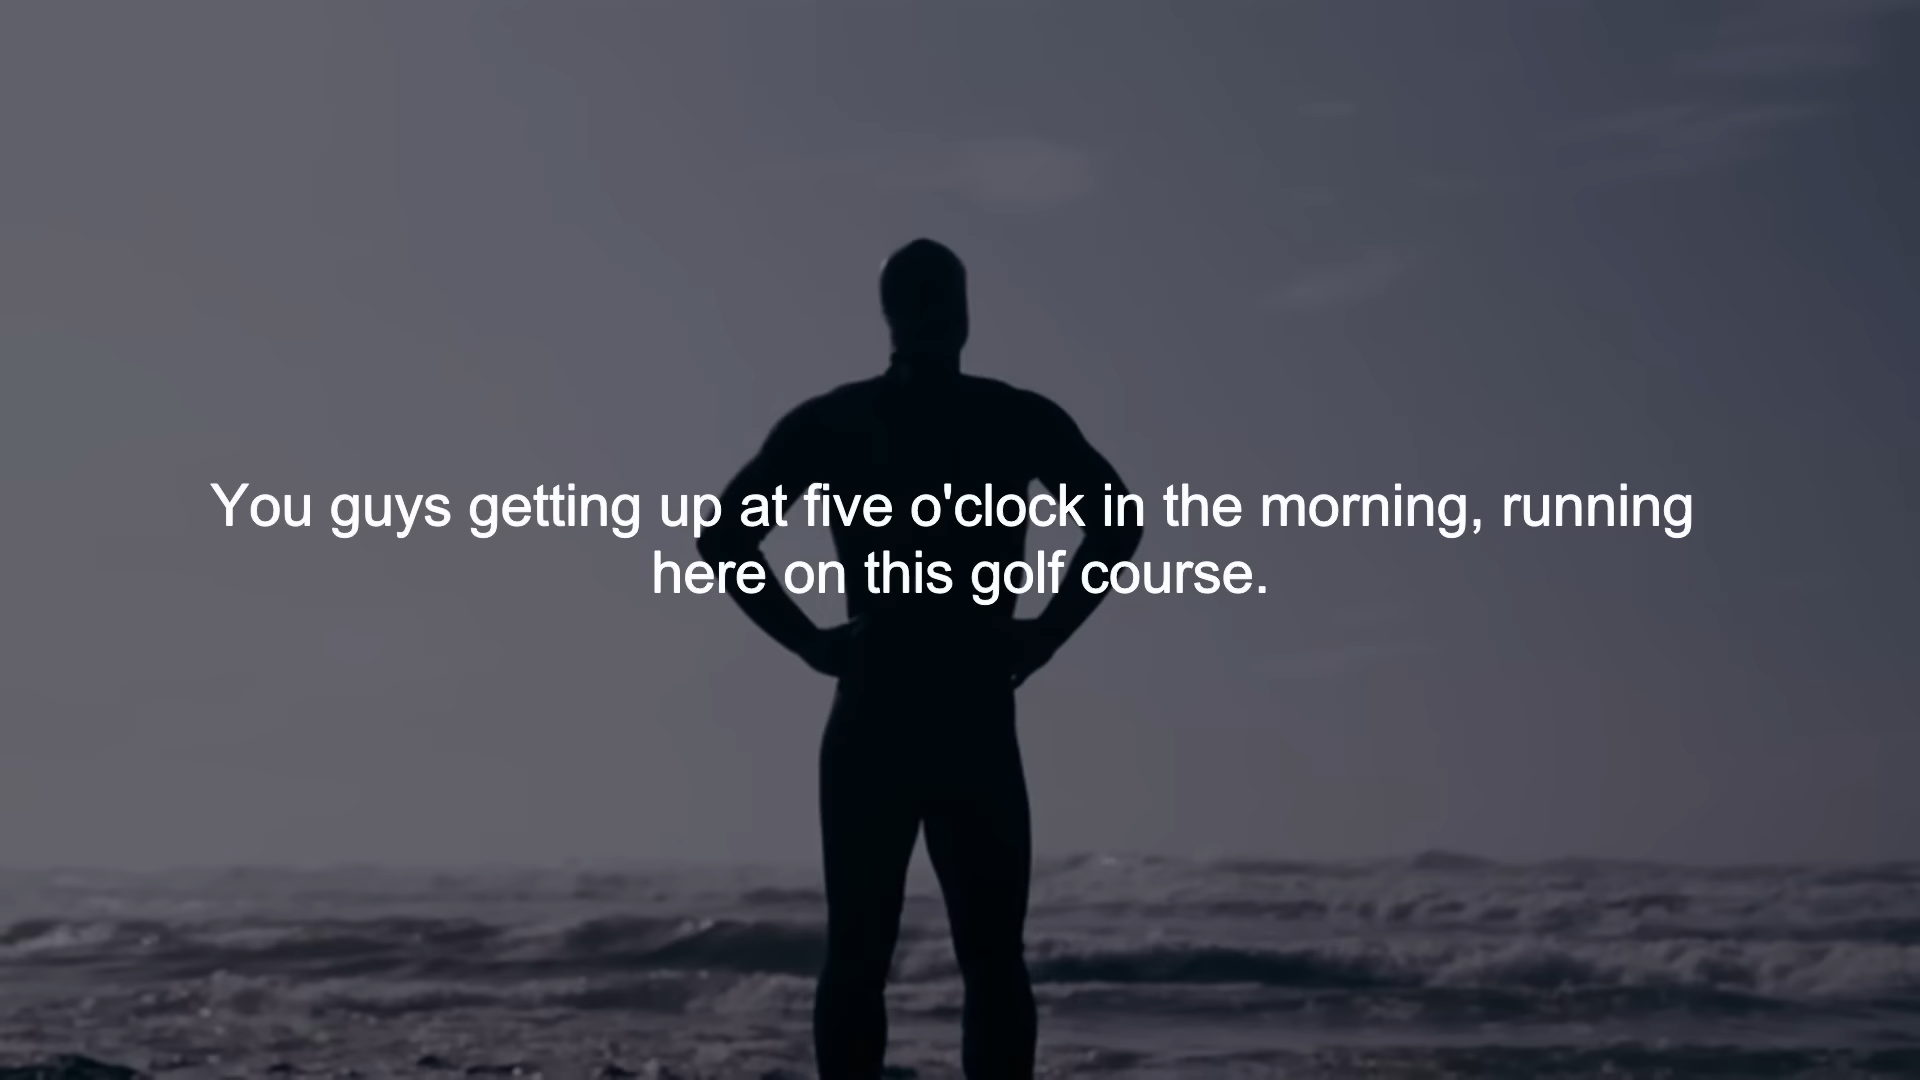 You guys getting up at five o'clock in the morning, running
here on this golf course.